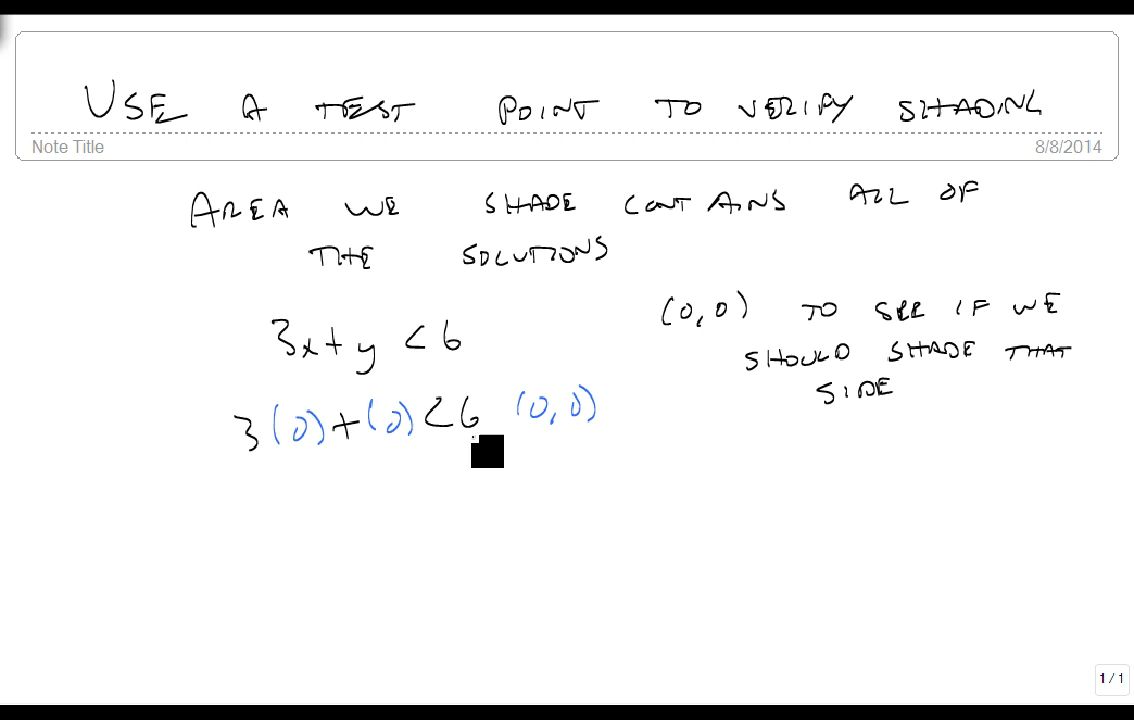 USE A TEST POINT TO VERIFY SHADING
Note Title
8/8/2014
AREA WE SHADE CONTAINS ALL OF
THE SOLUTIONS
(0,0) TO SEE IF WE
SHOULD SHADE THAT
SIDE
3x+y <6
3(0)+(0)<6 (0,0)
1 / 1